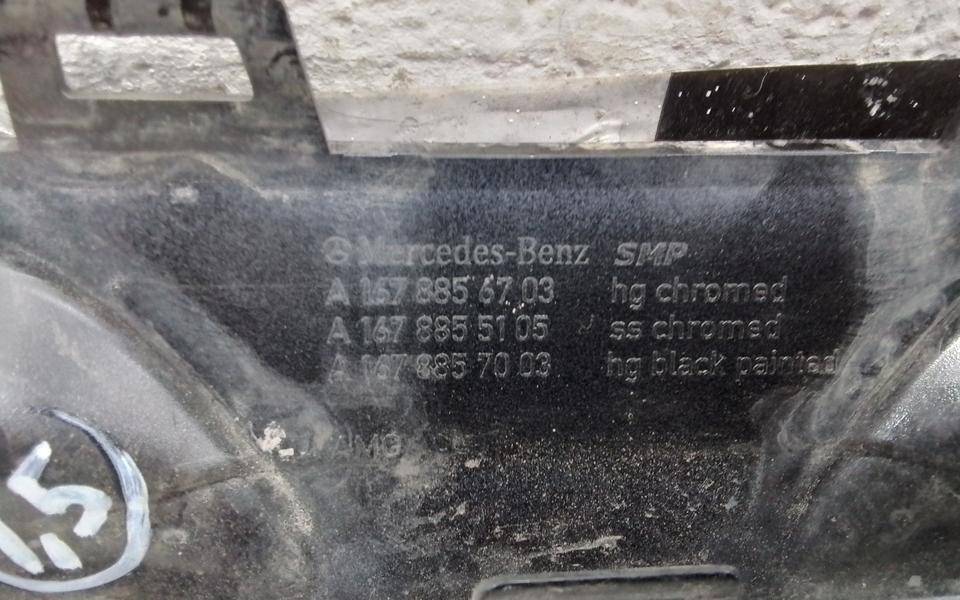 Mercedes-Benz SMP
A 167 885 67 03 hg chromed
A 167 885 51 05 ss chromed
A 167 885 70 03 hg black painted
AMG